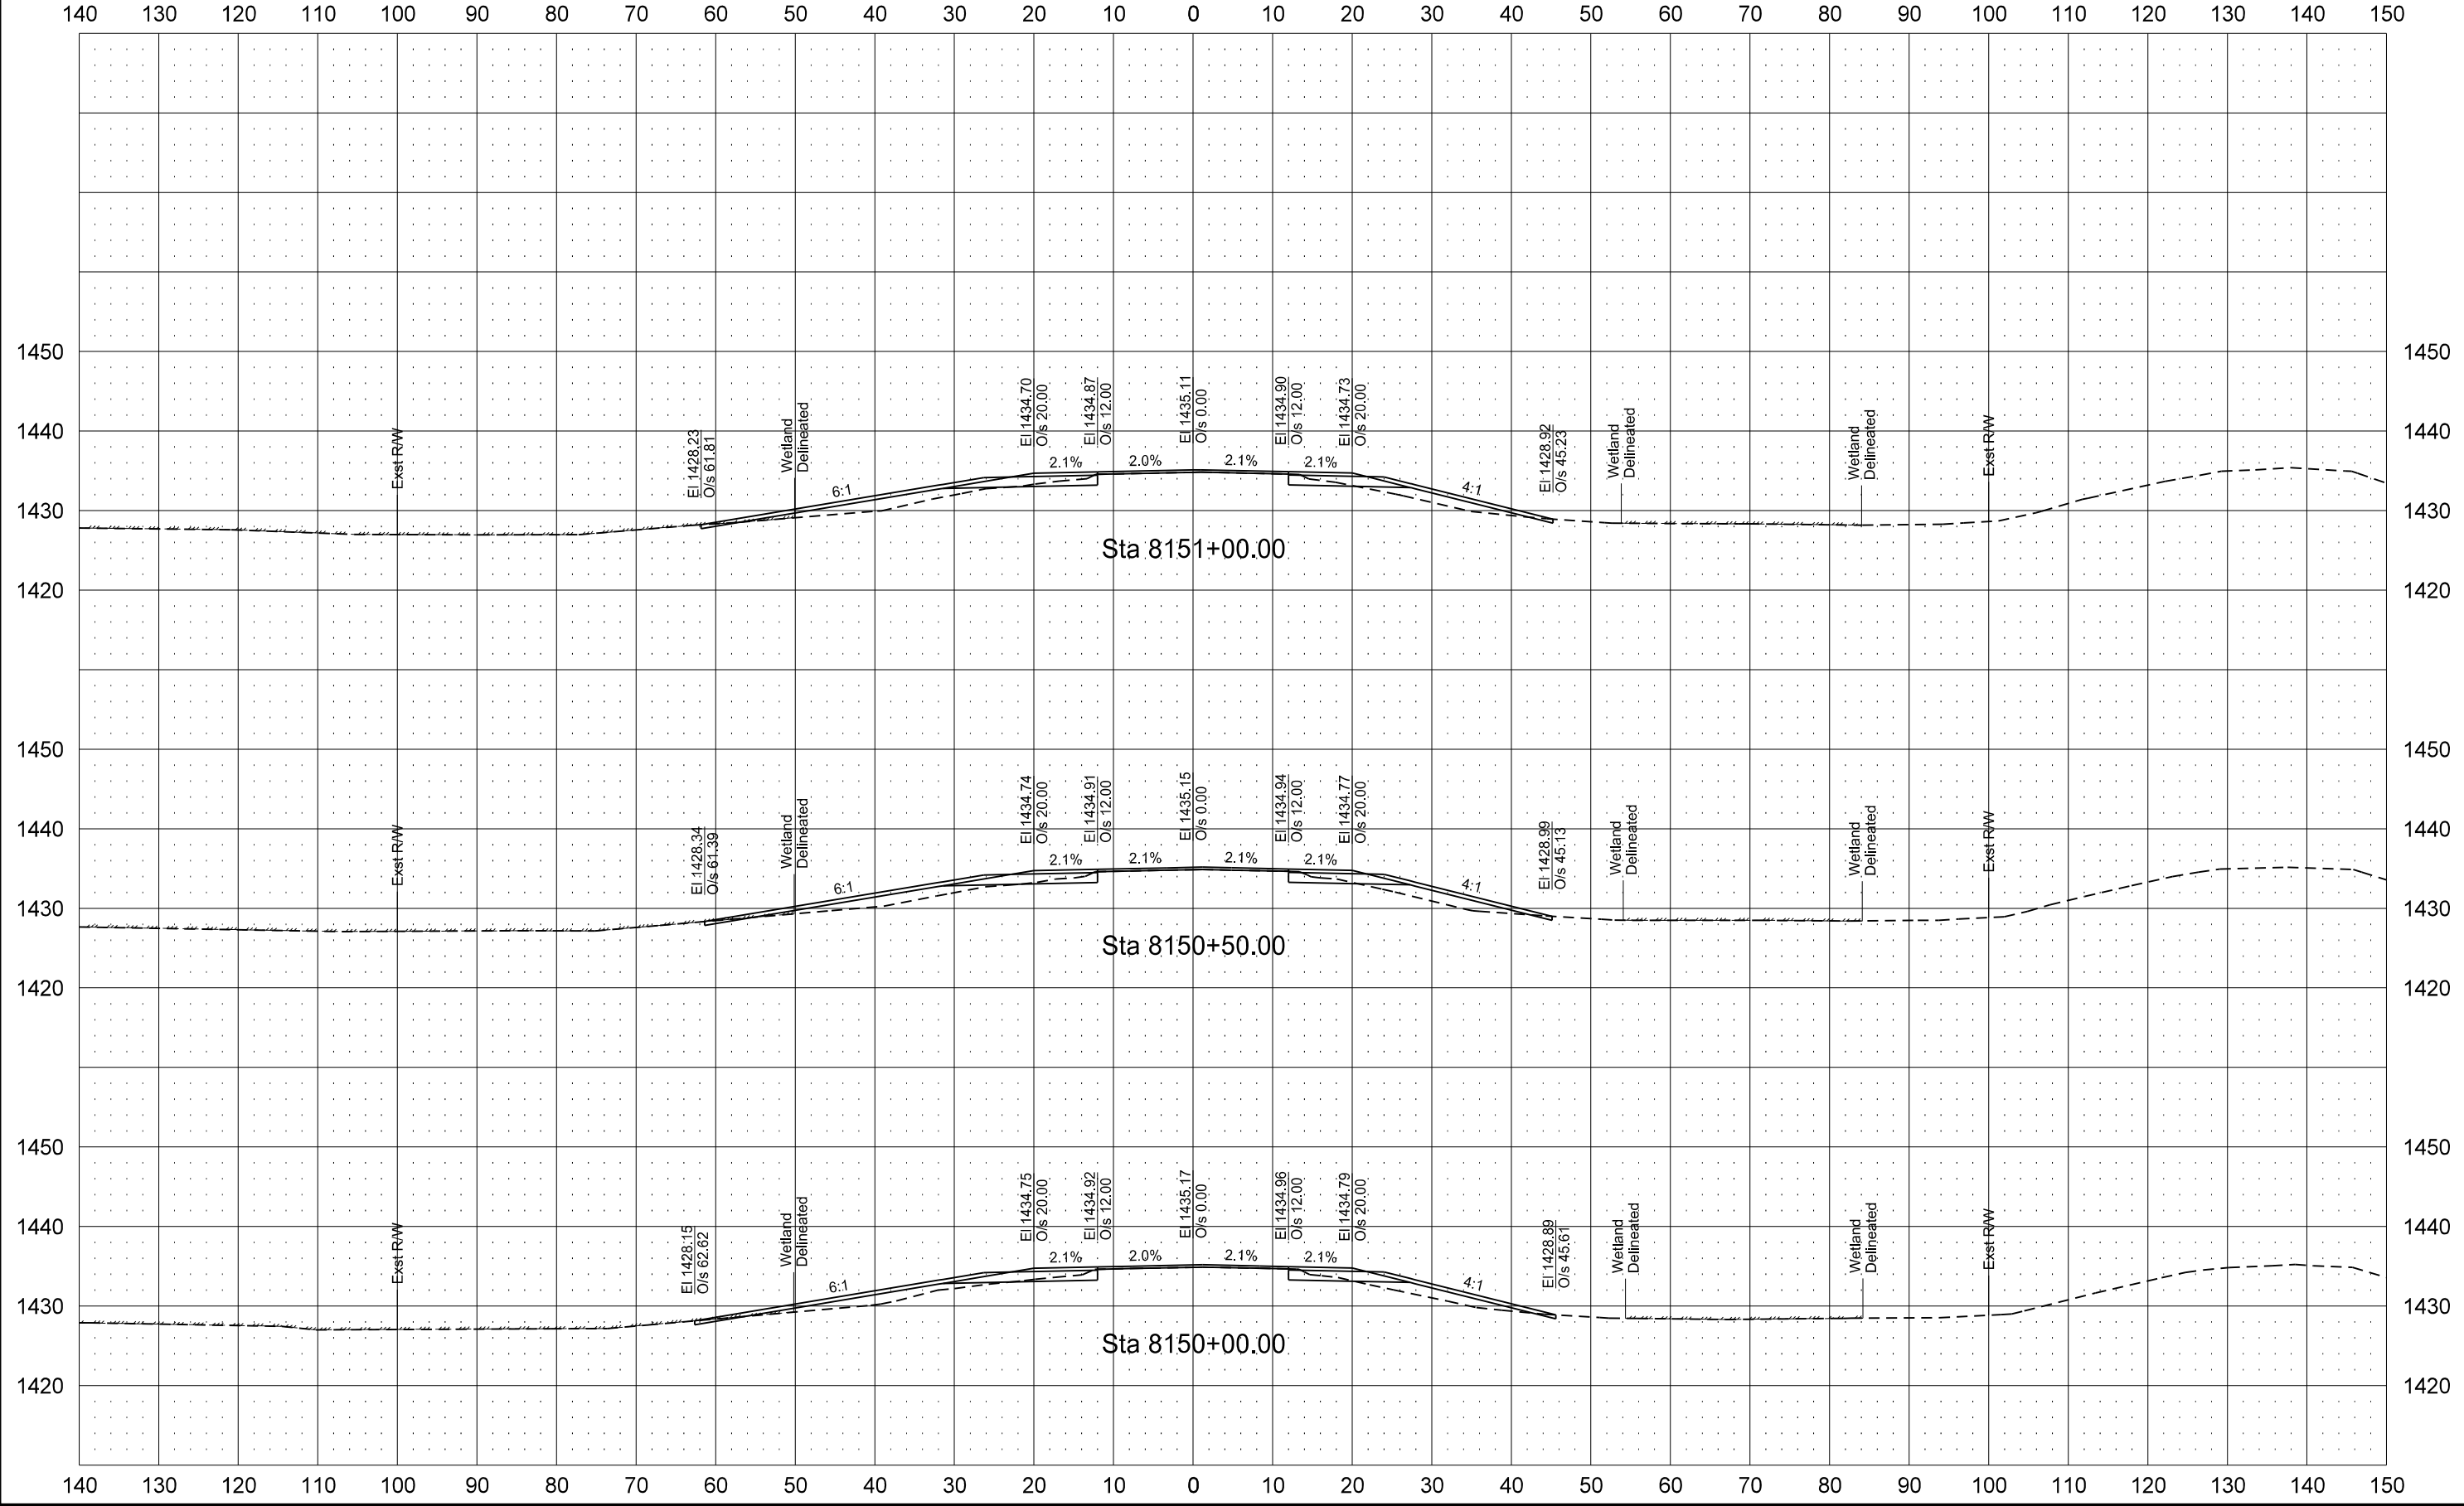 140 130 120 110 100 90 80 70 60 50 40 30 20 10 0 10 20 30 40 50 60 70 80 90 100 110 120 130 140 150
1450 1450
1440 1440
1430 1430
1420 1420
Exst R/W
El 1428.23
O/s 61.81
Wetland
Delineated
El 1434.70
O/s 20.00
El 1434.87
O/s 12.00
El 1435.11
O/s 0.00
El 1434.90
O/s 12.00
El 1434.73
O/s 20.00
El 1428.92
O/s 45.23
Wetland
Delineated
Wetland
Delineated
Exst R/W
6:1 2.1% 2.0% 2.1% 2.1% 4:1
Sta 8151+00.00
1450 1450
1440 1440
1430 1430
1420 1420
Exst R/W
El 1428.34
O/s 61.39
Wetland
Delineated
El 1434.74
O/s 20.00
El 1434.91
O/s 12.00
El 1435.15
O/s 0.00
El 1434.94
O/s 12.00
El 1434.77
O/s 20.00
El 1428.99
O/s 45.13
Wetland
Delineated
Wetland
Delineated
Exst R/W
6:1 2.1% 2.1% 2.1% 2.1% 4:1
Sta 8150+50.00
1450 1450
1440 1440
1430 1430
1420 1420
Exst R/W
El 1428.15
O/s 62.62
Wetland
Delineated
El 1434.75
O/s 20.00
El 1434.92
O/s 12.00
El 1435.17
O/s 0.00
El 1434.96
O/s 12.00
El 1434.79
O/s 20.00
El 1428.89
O/s 45.61
Wetland
Delineated
Wetland
Delineated
Exst R/W
6:1 2.1% 2.0% 2.1% 2.1% 4:1
Sta 8150+00.00
140 130 120 110 100 90 80 70 60 50 40 30 20 10 0 10 20 30 40 50 60 70 80 90 100 110 120 130 140 150